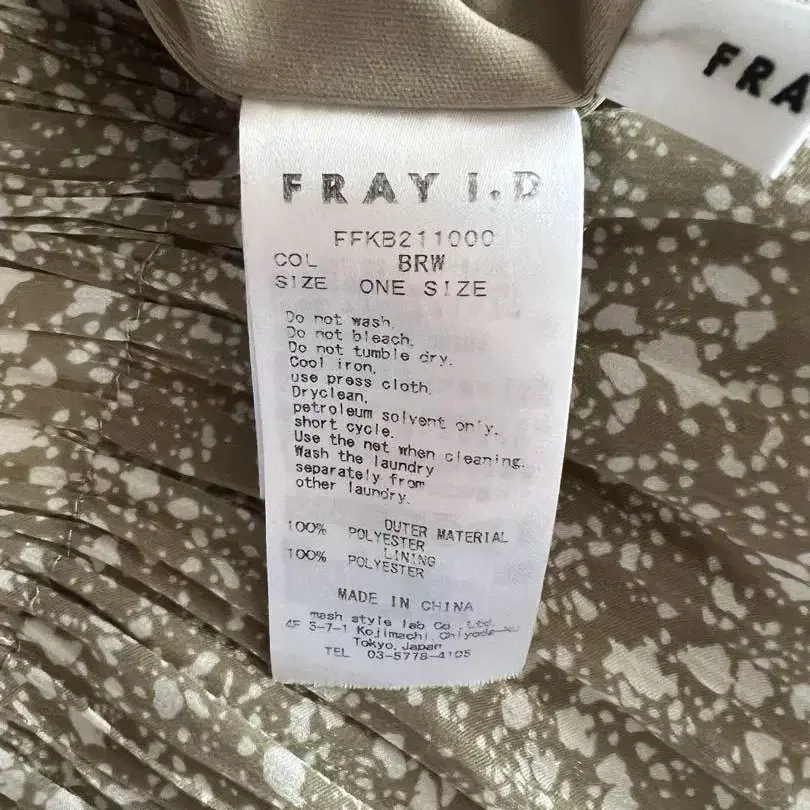 FRA
FRAY I.D
FFKB211000
COL BRW
SIZE ONE SIZE
Do not wash.
Do not bleach.
Do not tumble dry.
Cool iron,
use press cloth.
Dryclean,
petroleum solvent only.
short cycle.
Use the net when cleaning.
Wash the laundry
separately from
other laundry.
OUTER MATERIAL
100% POLYESTER
LINING
100% POLYESTER
MADE IN CHINA
mash style lab Co.,Ltd.
4F 3-7-1 Kojimachi, Chiyoda-ku
Tokyo, Japan
TEL 03-5778-4105